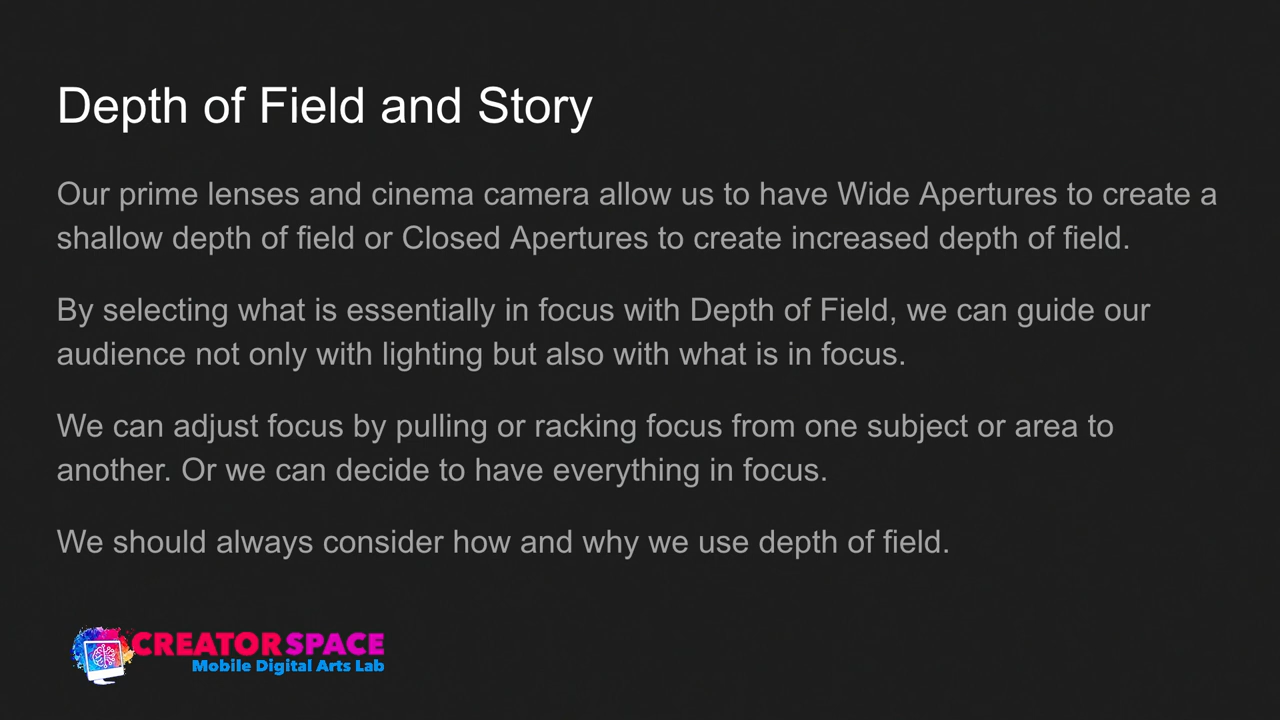 Depth of Field and Story
Our prime lenses and cinema camera allow us to have Wide Apertures to create a
shallow depth of field or Closed Apertures to create increased depth of field.
By selecting what is essentially in focus with Depth of Field, we can guide our
audience not only with lighting but also with what is in focus.
We can adjust focus by pulling or racking focus from one subject or area to
another. Or we can decide to have everything in focus.
We should always consider how and why we use depth of field.
CREATORSPACE
Mobile Digital Arts Lab